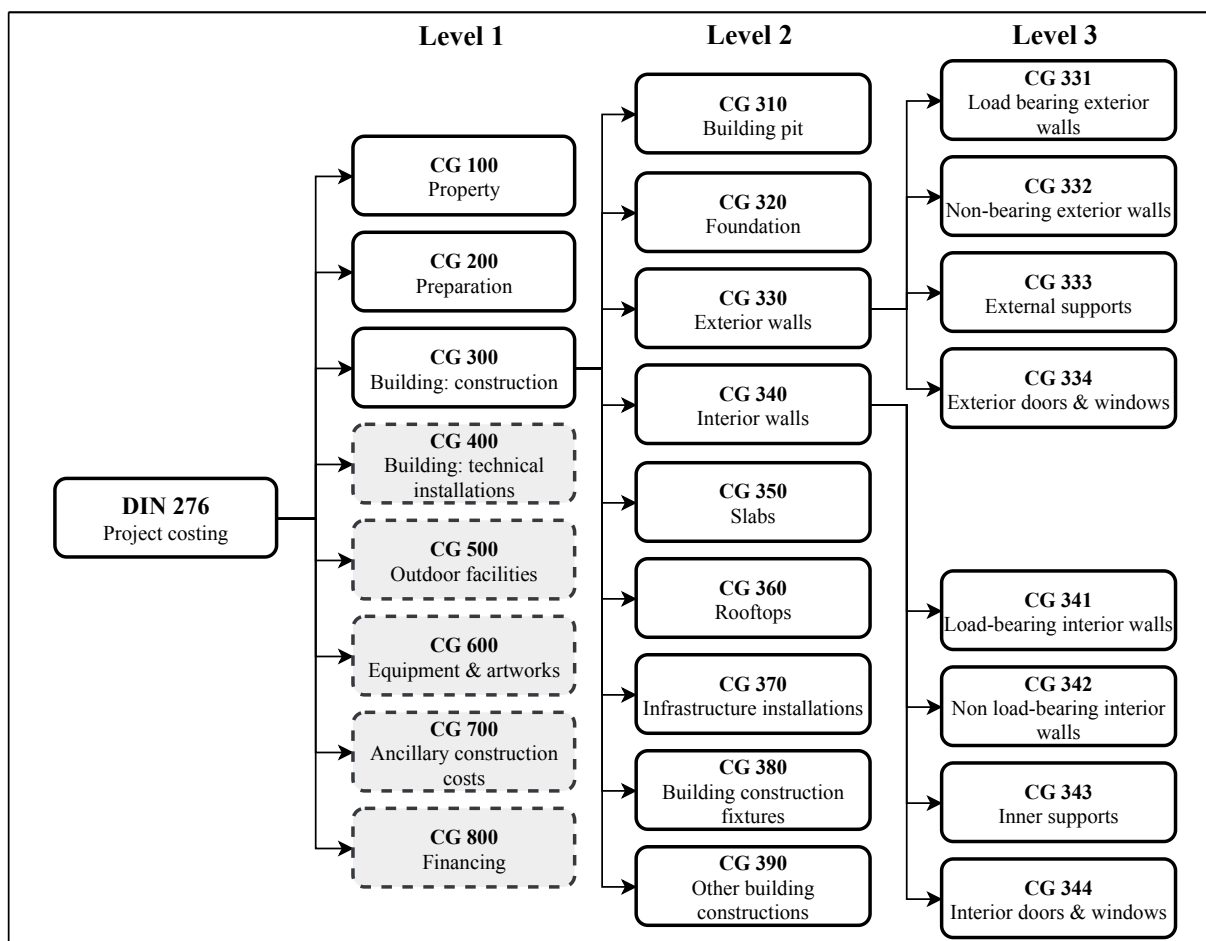 Level 1
Level 2
Level 3
DIN 276
Project costing
CG 100
Property
CG 200
Preparation
CG 300
Building: construction
CG 400
Building: technical
installations
CG 500
Outdoor facilities
CG 600
Equipment & artworks
CG 700
Ancillary construction
costs
CG 800
Financing
CG 310
Building pit
CG 320
Foundation
CG 330
Exterior walls
CG 340
Interior walls
CG 350
Slabs
CG 360
Rooftops
CG 370
Infrastructure installations
CG 380
Building construction
fixtures
CG 390
Other building
constructions
CG 331
Load bearing exterior
walls
CG 332
Non-bearing exterior walls
CG 333
External supports
CG 334
Exterior doors & windows
CG 341
Load-bearing interior walls
CG 342
Non load-bearing interior
walls
CG 343
Inner supports
CG 344
Interior doors & windows